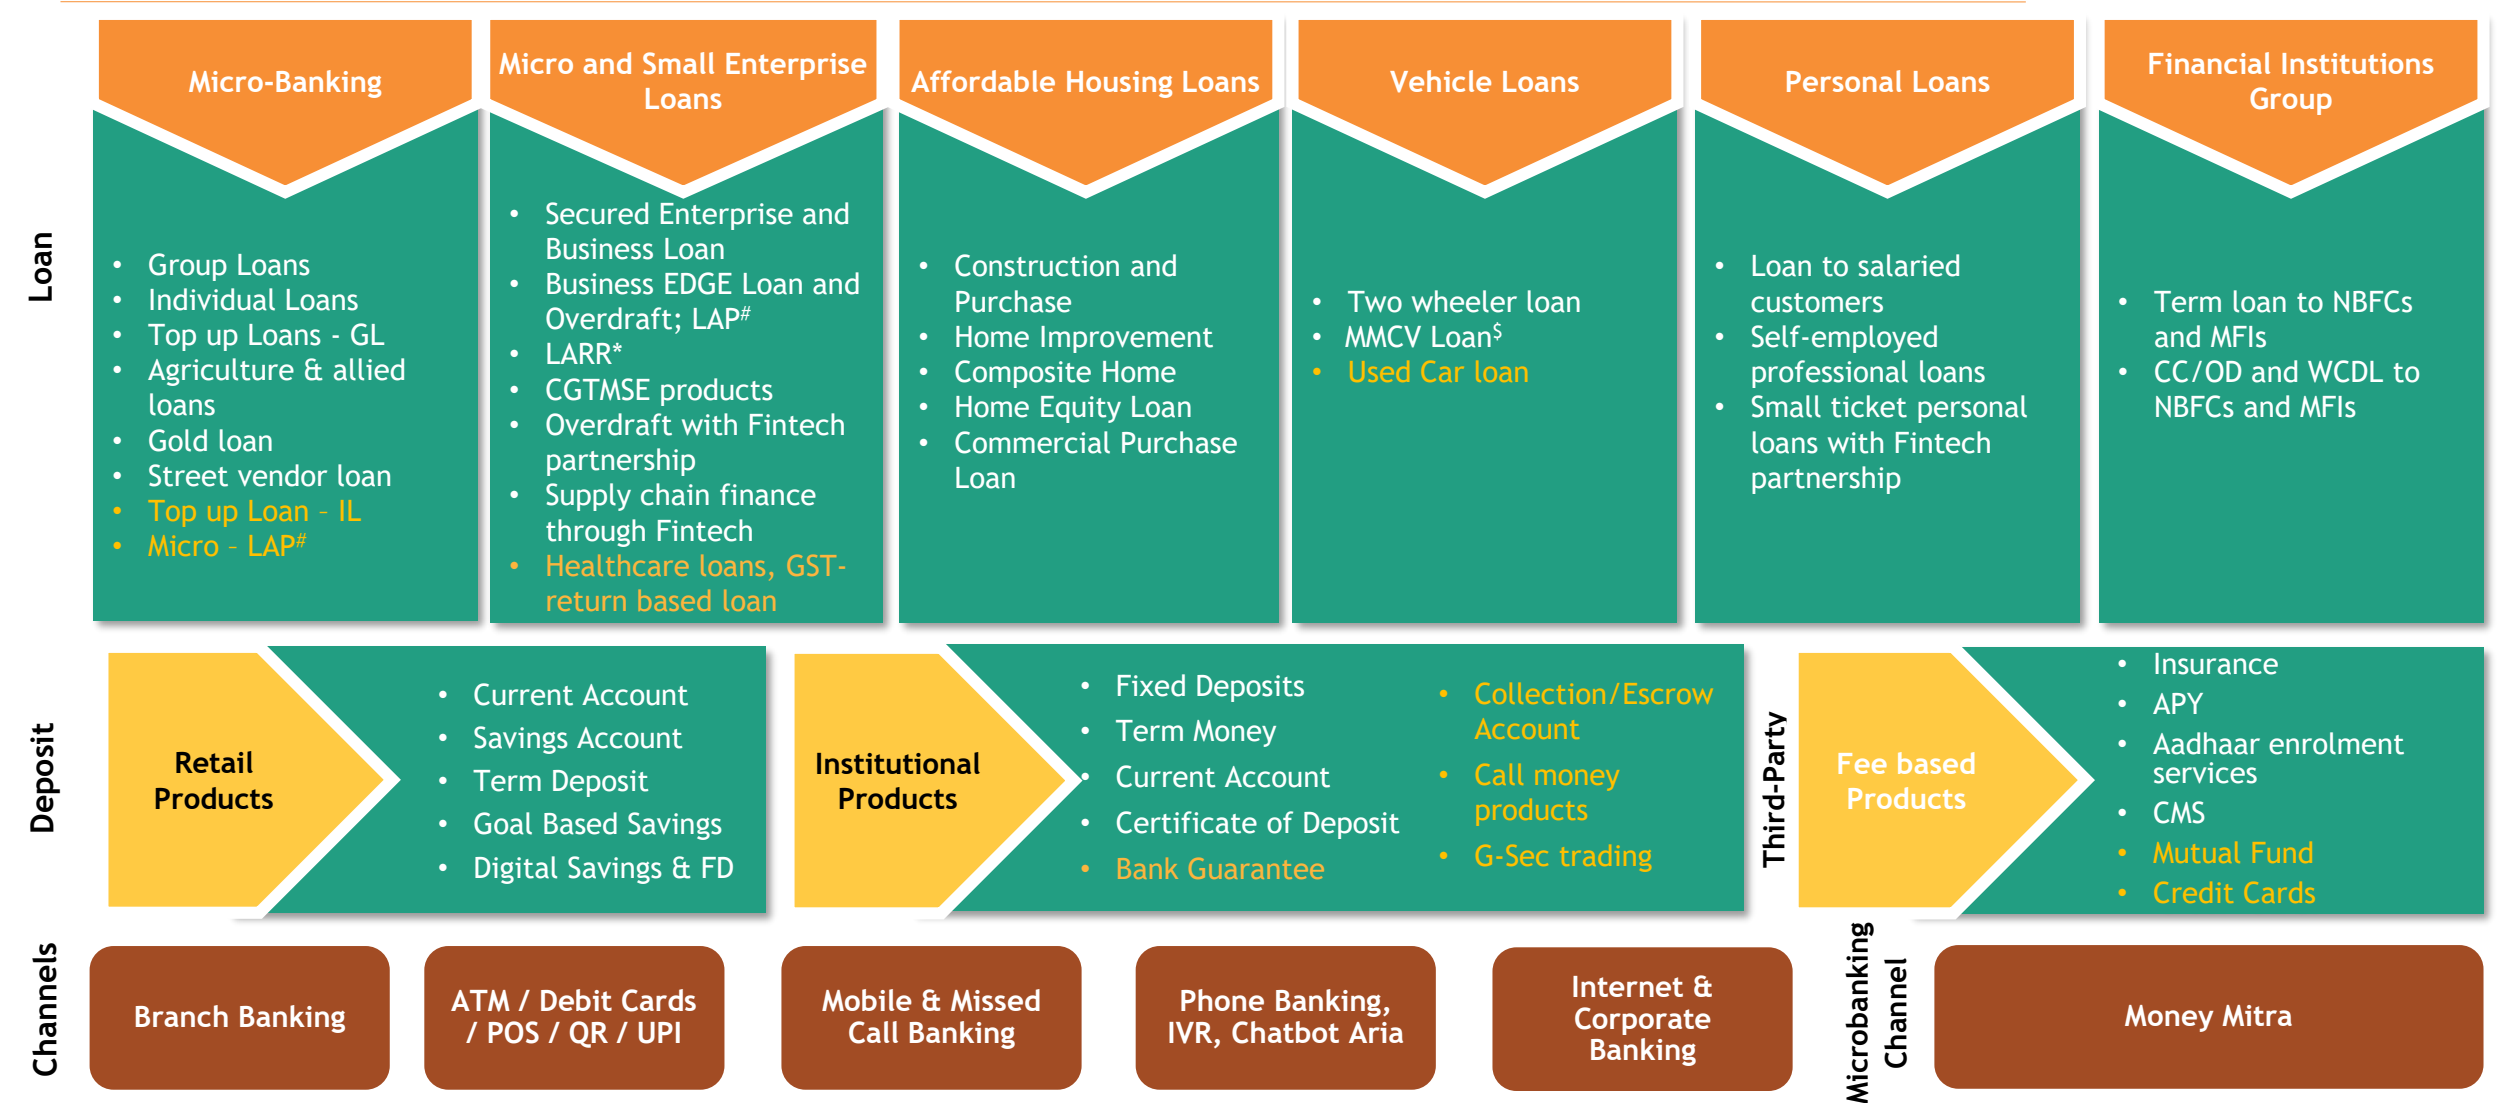 Loan
Micro-Banking
• Group Loans
• Individual Loans
• Top up Loans - GL
• Agriculture & allied
loans
• Gold loan
• Street vendor loan
• Top up Loan – IL
• Micro – LAP#
Micro and Small Enterprise
Loans
• Secured Enterprise and
Business Loan
• Business EDGE Loan and
Overdraft; LAP#
• LARR*
• CGTMSE products
• Overdraft with Fintech
partnership
• Supply chain finance
through Fintech
• Healthcare loans, GST-
return based loan
Affordable Housing Loans
• Construction and
Purchase
• Home Improvement
• Composite Home
• Home Equity Loan
• Commercial Purchase
Loan
Vehicle Loans
• Two wheeler loan
• MMCV Loan$
• Used Car loan
Personal Loans
• Loan to salaried
customers
• Self-employed
professional loans
• Small ticket personal
loans with Fintech
partnership
Financial Institutions
Group
• Term loan to NBFCs
and MFIs
• CC/OD and WCDL to
NBFCs and MFIs
Deposit
Retail
Products
• Current Account
• Savings Account
• Term Deposit
• Goal Based Savings
• Digital Savings & FD
Institutional
Products
• Fixed Deposits
• Term Money
• Current Account
• Certificate of Deposit
• Bank Guarantee
• Collection/Escrow
Account
• Call money
products
• G-Sec trading
Third-Party
Fee based
Products
• Insurance
• APY
• Aadhaar enrolment
services
• CMS
• Mutual Fund
• Credit Cards
Channels
Branch Banking
ATM / Debit Cards
/ POS / QR / UPI
Mobile & Missed
Call Banking
Phone Banking,
IVR, Chatbot Aria
Internet &
Corporate
Banking
Microbanking
Channel
Money Mitra